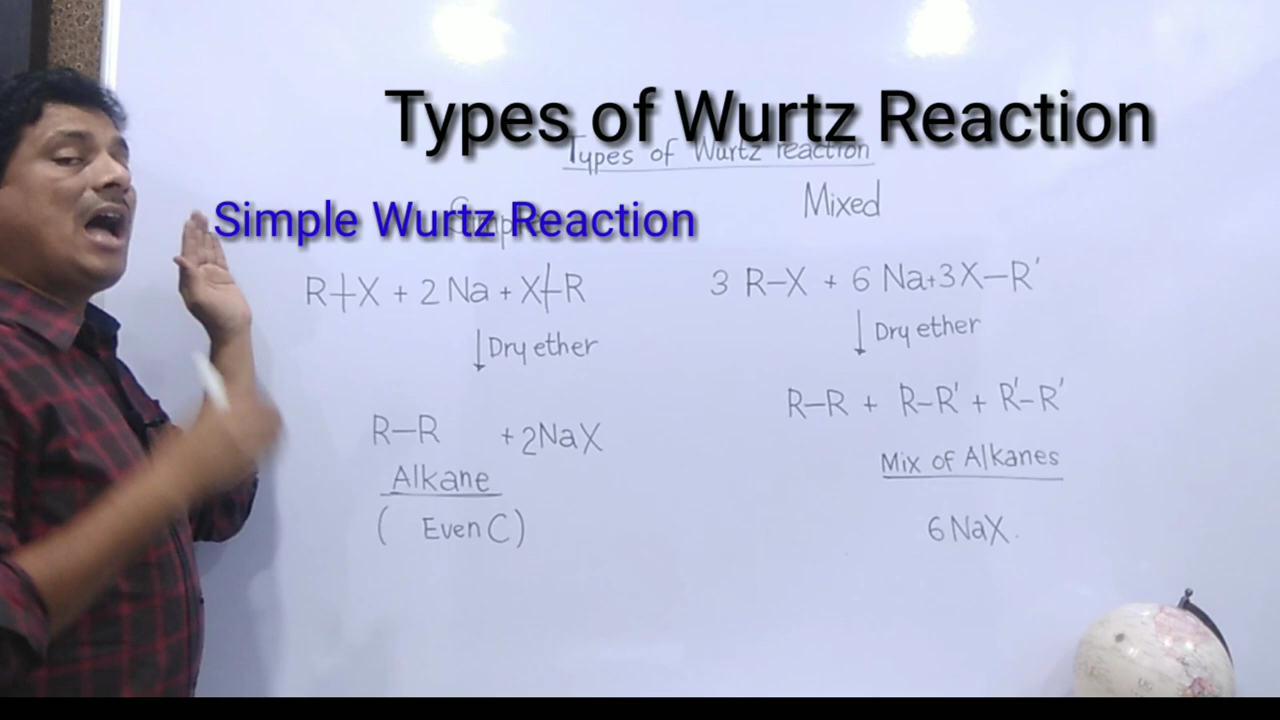 Types of Wurtz Reaction
Types of Wurtz reaction
Simple Wurtz Reaction
Simple
Mixed
R-X + 2 Na + X-R
Dry ether
R-R + 2NaX
Alkane
( Even C )
3 R-X + 6 Na+3X-R'
Dry ether
R-R + R-R' + R'-R'
Mix of Alkanes
6 NaX.